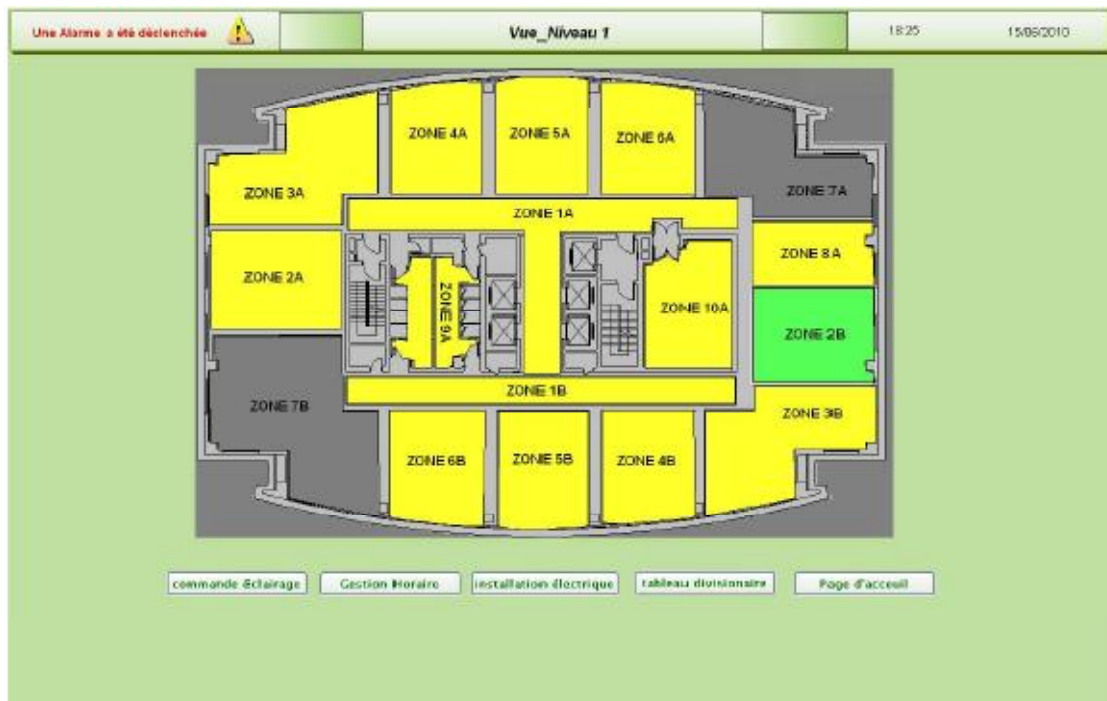 Une Alarme a été déclenchée
Vue_Niveau 1
18:25
15/06/2010
ZONE 4A
ZONE 5A
ZONE 6A
ZONE 3A
ZONE 7A
ZONE 1A
ZONE 8A
ZONE 2A
ZONE 9A
ZONE 10A
ZONE 2B
ZONE 1B
ZONE 7B
ZONE 3B
ZONE 6B
ZONE 5B
ZONE 4B
commande éclairage
Gestion Horaire
installation électrique
tableau divisionaire
Page d'acceuil